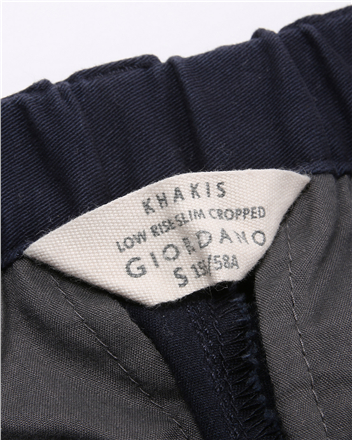 KHAKIS
LOW RISE SLIM CROPPED
GIORDANO
S 155/58A